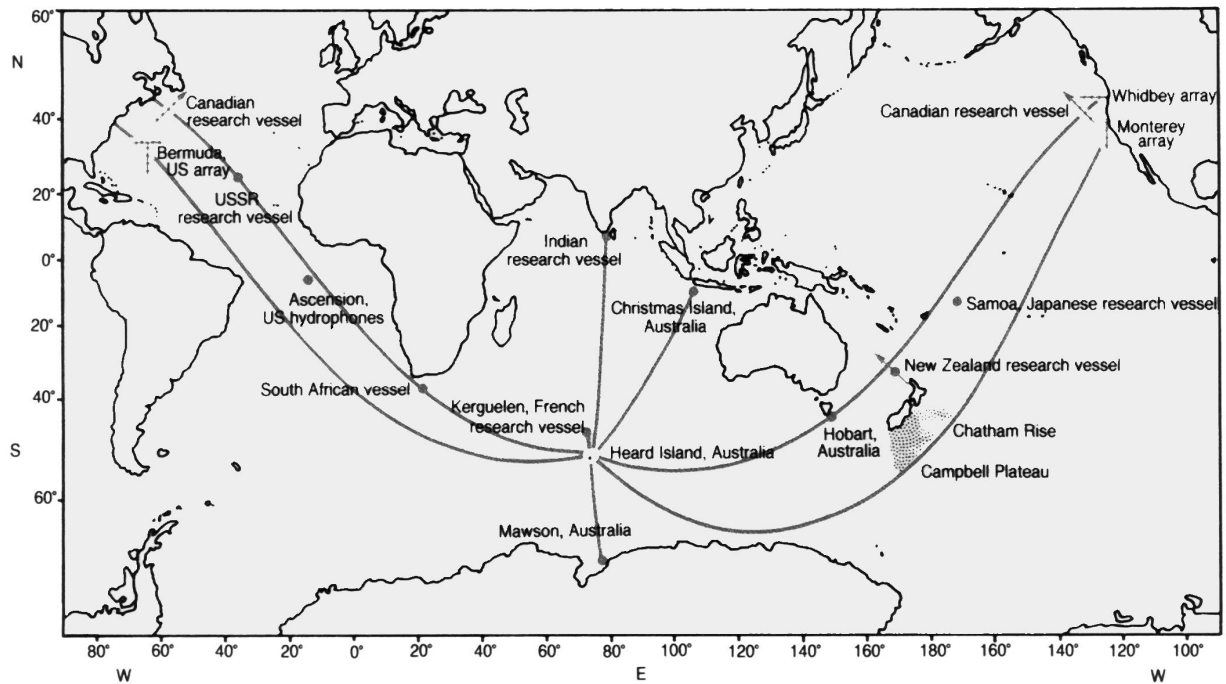 60°
N
40°
20°
0°
20°
40°
S
60°
Canadian
research vessel
Bermuda,
US array
USSR
research vessel
Ascension,
US hydrophones
South African vessel
Kerguelen, French
research vessel
Indian
research vessel
Christmas Island,
Australia
Heard Island, Australia
Mawson, Australia
Hobart,
Australia
Canadian research vessel
Whidbey array
Monterey
array
Samoa, Japanese research vessel
New Zealand research vessel
Chatham Rise
Campbell Plateau
80° 60° 40° 20° 0° 20° 40° 60° 80° 100° 120° 140° 160° 180° 160° 140° 120° 100°
W E W